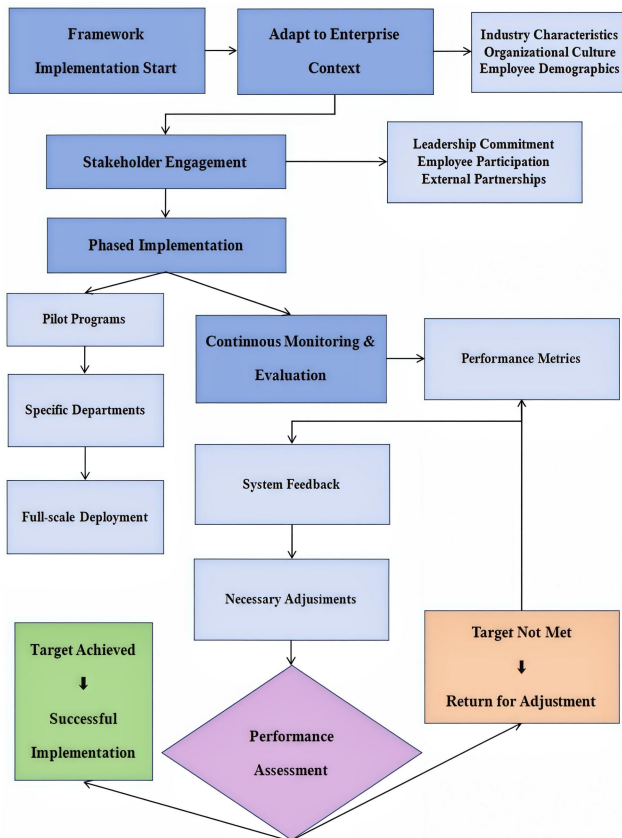 Framework
Implementation Start
Adapt to Enterprise
Context
Industry Characteristics
Organizational Culture
Employee Demographics
Stakeholder Engagement
Leadership Commitment
Employee Participation
External Partnerships
Phased Implementation
Pilot Programs
Continnous Monitoring &
Evaluation
Performance Metrics
Specific Departments
System Feedback
Full-scale Deployment
Necessary Adjusiments
Target Achieved
Successful
Implementation
Performance
Assessment
Target Not Met
Return for Adjustment